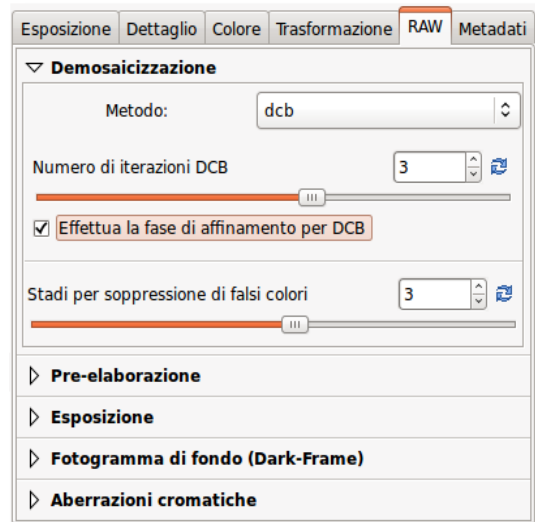 Esposizione Dettaglio Colore Trasformazione RAW Metadati
Demosaicizzazione
Metodo: dcb
Numero di iterazioni DCB 3
Effettua la fase di affinamento per DCB
Stadi per soppressione di falsi colori 3
Pre-elaborazione
Esposizione
Fotogramma di fondo (Dark-Frame)
Aberrazioni cromatiche